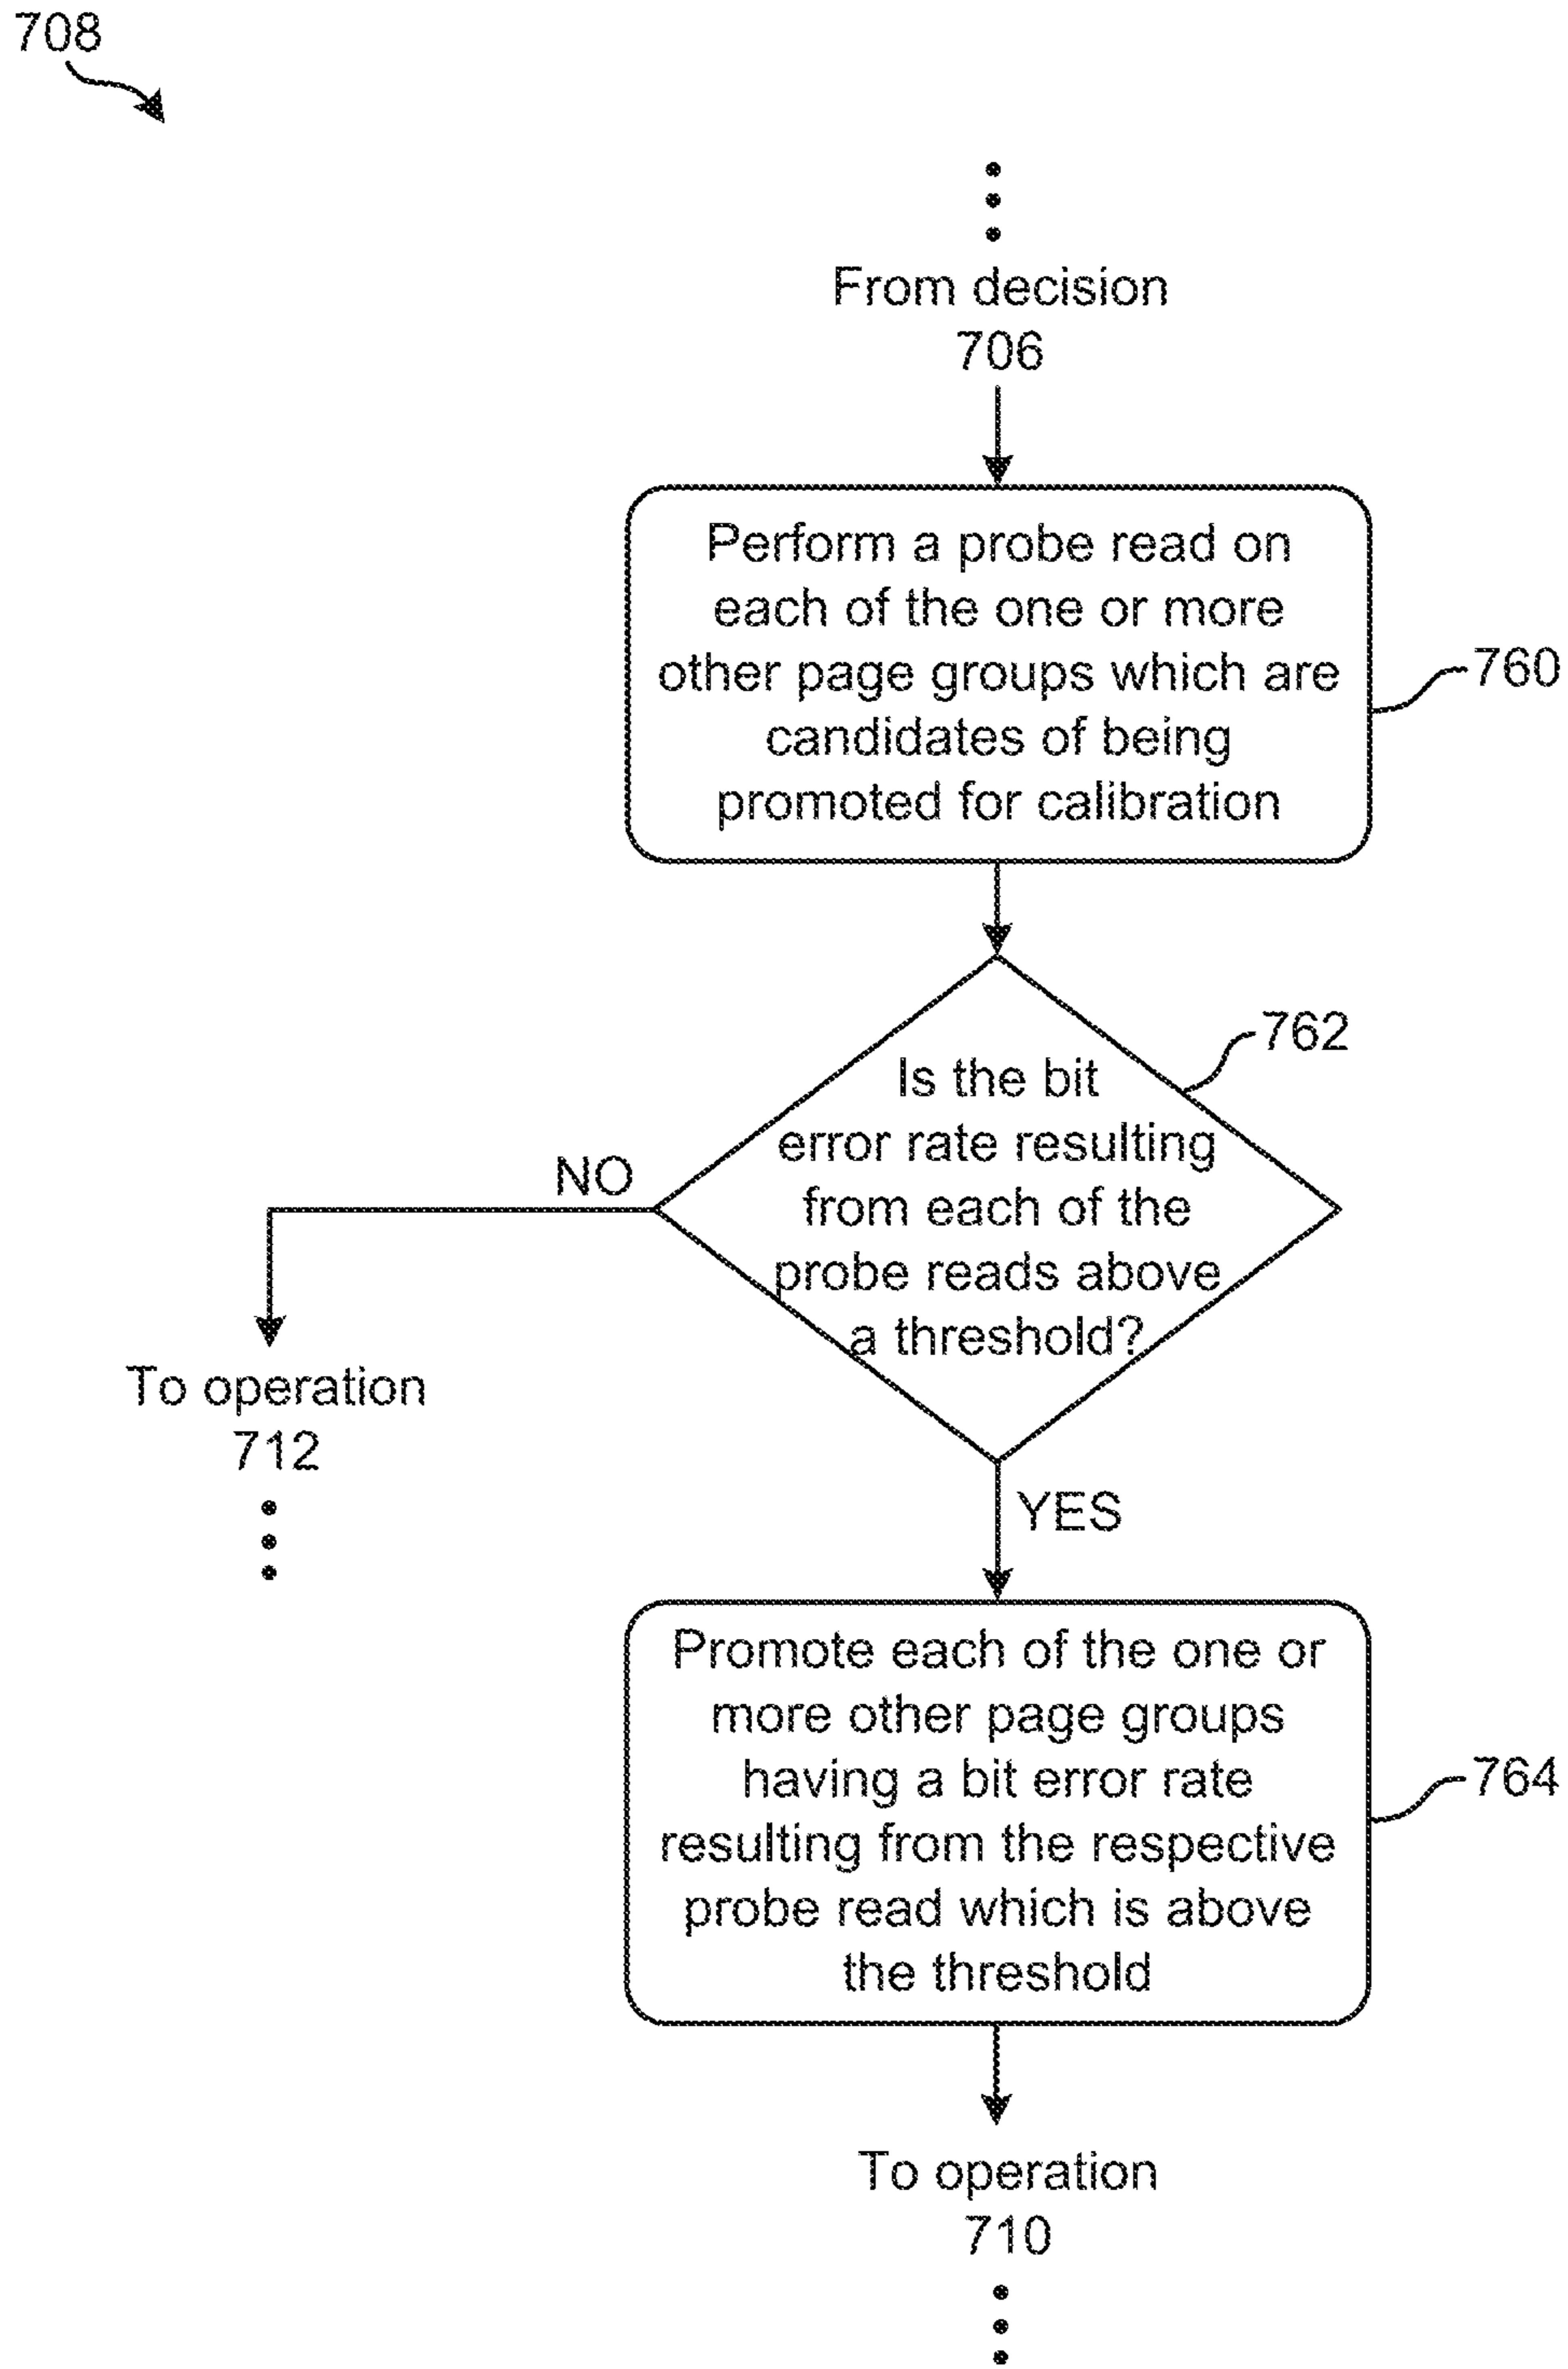 708
From decision
706
Perform a probe read on
each of the one or more
other page groups which are
candidates of being
promoted for calibration
760
762
Is the bit
error rate resulting
from each of the
probe reads above
a threshold?
NO
To operation
712
YES
Promote each of the one or
more other page groups
having a bit error rate
resulting from the respective
probe read which is above
the threshold
764
To operation
710